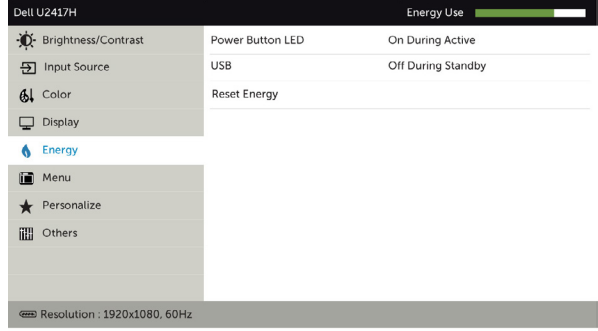 Dell U2417H Energy Use
Brightness/Contrast Power Button LED On During Active
Input Source USB Off During Standby
Color Reset Energy
Display
Energy
Menu
Personalize
Others
Resolution : 1920x1080, 60Hz